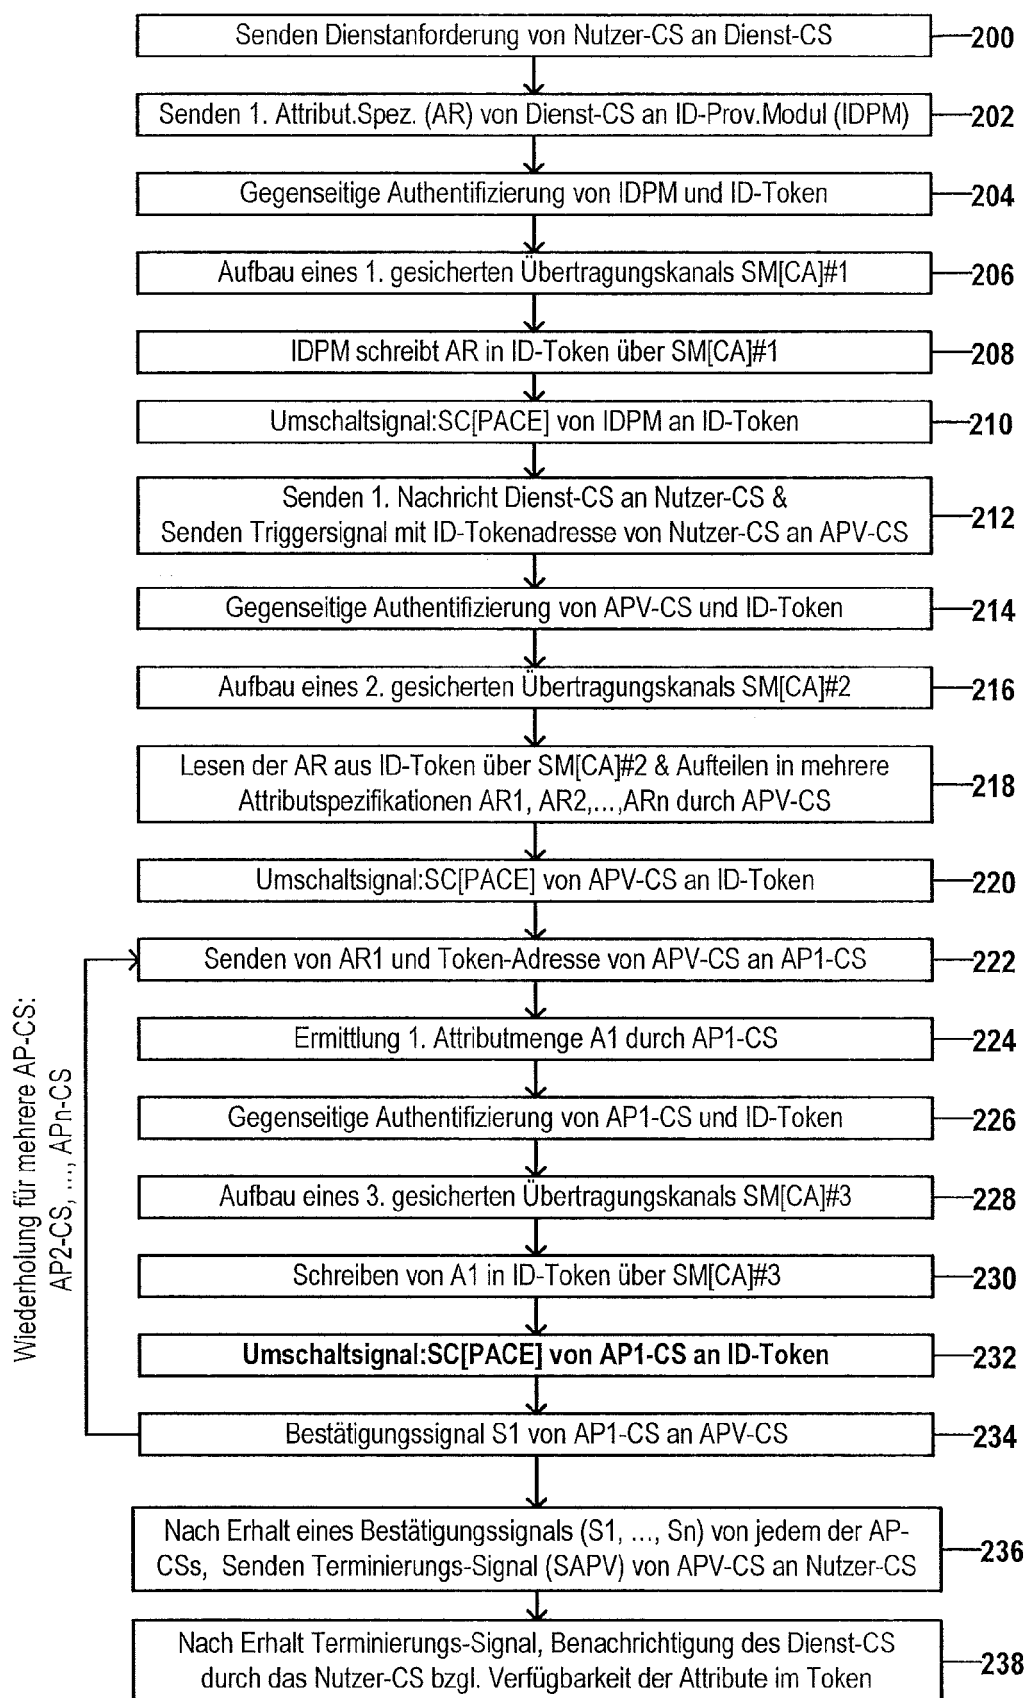 Senden Dienstanforderung von Nutzer-CS an Dienst-CS
200
Senden 1. Attribut.Spez. (AR) von Dienst-CS an ID-Prov.Modul (IDPM)
202
Gegenseitige Authentifizierung von IDPM und ID-Token
204
Aufbau eines 1. gesicherten Übertragungskanals SM[CA]#1
206
IDPM schreibt AR in ID-Token über SM[CA]#1
208
Umschaltsignal:SC[PACE] von IDPM an ID-Token
210
Senden 1. Nachricht Dienst-CS an Nutzer-CS &
Senden Triggersignal mit ID-Tokenadresse von Nutzer-CS an APV-CS
212
Gegenseitige Authentifizierung von APV-CS und ID-Token
214
Aufbau eines 2. gesicherten Übertragungskanals SM[CA]#2
216
Lesen der AR aus ID-Token über SM[CA]#2 & Aufteilen in mehrere
Attributspezifikationen AR1, AR2,...,ARn durch APV-CS
218
Umschaltsignal:SC[PACE] von APV-CS an ID-Token
220
Senden von AR1 und Token-Adresse von APV-CS an AP1-CS
222
Ermittlung 1. Attributmenge A1 durch AP1-CS
224
Gegenseitige Authentifizierung von AP1-CS und ID-Token
226
Aufbau eines 3. gesicherten Übertragungskanals SM[CA]#3
228
Schreiben von A1 in ID-Token über SM[CA]#3
230
Umschaltsignal:SC[PACE] von AP1-CS an ID-Token
232
Bestätigungssignal S1 von AP1-CS an APV-CS
234
Wiederholung für mehrere AP-CS:
AP2-CS, ..., APn-CS
Nach Erhalt eines Bestätigungssignals (S1, ..., Sn) von jedem der AP-
CSs, Senden Terminierungs-Signal (SAPV) von APV-CS an Nutzer-CS
236
Nach Erhalt Terminierungs-Signal, Benachrichtigung des Dienst-CS
durch das Nutzer-CS bzgl. Verfügbarkeit der Attribute im Token
238